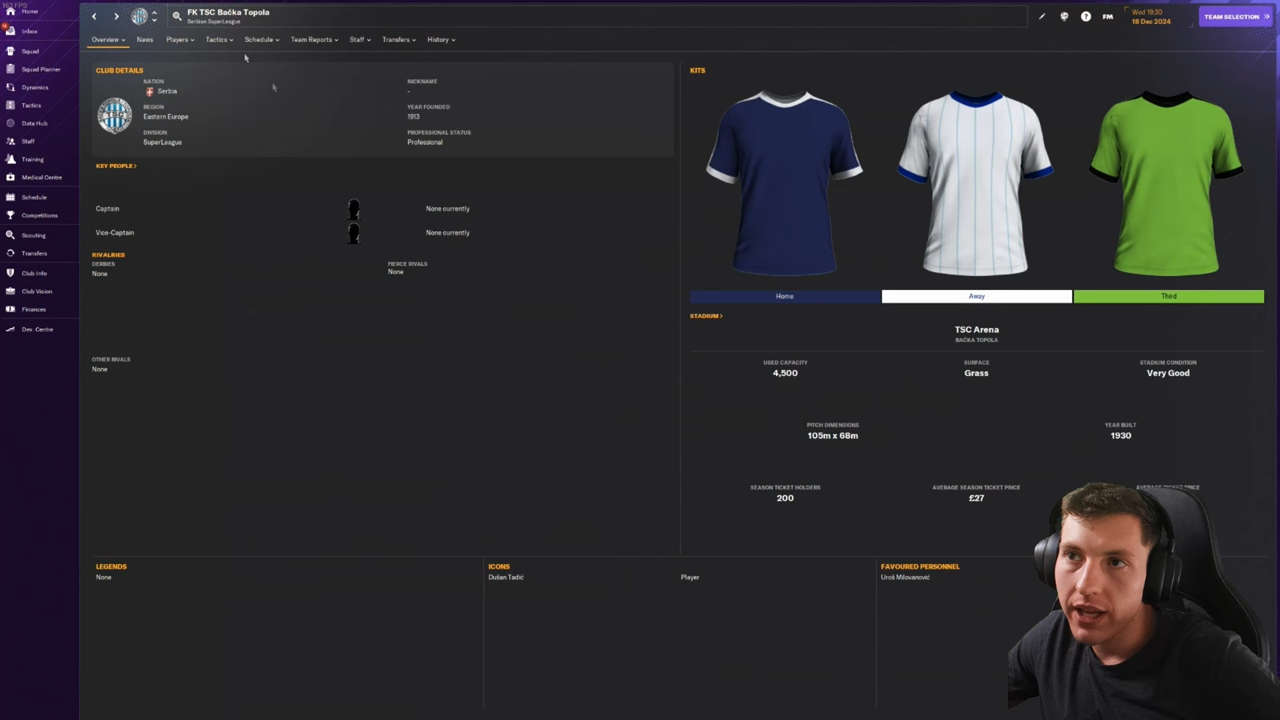 163 FPS
Home
Inbox
Squad
Squad Planner
Dynamics
Tactics
Data Hub
Staff
Training
Medical Centre
Schedule
Competitions
Scouting
Transfers
Club Info
Club Vision
Finances
Dev. Centre
FK TSC Bačka Topola
Serbian SuperLeague
FM
Wed 19:30
18 Dec 2024
TEAM SELECTION
Overview
News
Players
Tactics
Schedule
Team Reports
Staff
Transfers
History
CLUB DETAILS
NATION
Serbia
REGION
Eastern Europe
DIVISION
SuperLeague
NICKNAME
-
YEAR FOUNDED
1913
PROFESSIONAL STATUS
Professional
KEY PEOPLE >
Captain
None currently
Vice-Captain
None currently
RIVALRIES
DERBIES
None
FIERCE RIVALS
None
OTHER RIVALS
None
KITS
Home
Away
Third
STADIUM >
TSC Arena
BAČKA TOPOLA
USED CAPACITY
4,500
SURFACE
Grass
STADIUM CONDITION
Very Good
PITCH DIMENSIONS
105m x 68m
YEAR BUILT
1930
SEASON TICKET HOLDERS
200
AVERAGE SEASON TICKET PRICE
£27
AVERAGE TICKET PRICE
LEGENDS
None
ICONS
Dušan Tadić
Player
FAVOURED PERSONNEL
Uroš Milovanović